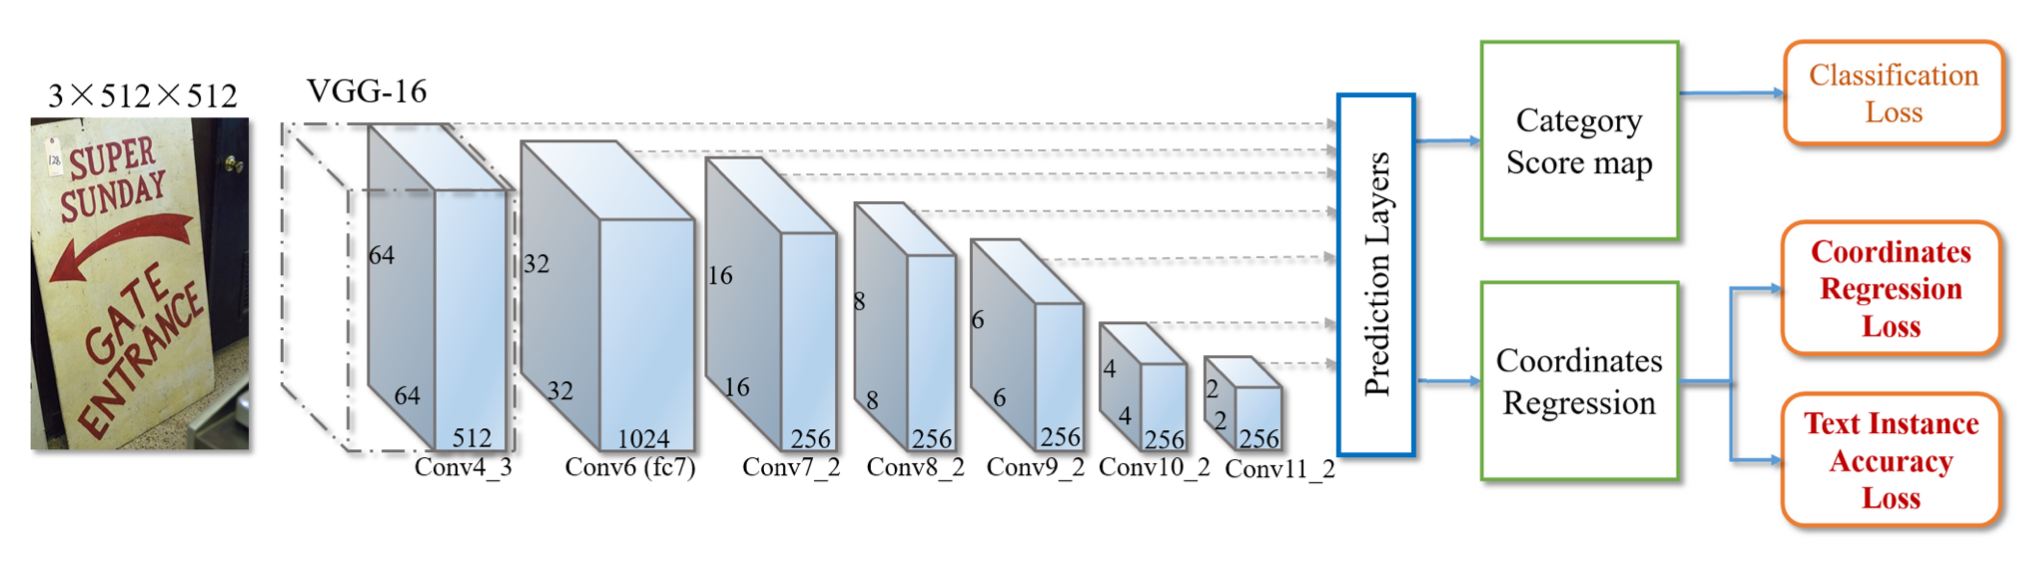 3×512×512
128
SUPER
SUNDAY
GATE
ENTRANCE
VGG-16
64
64
512
Conv4_3
32
32
1024
Conv6 (fc7)
16
16
256
Conv7_2
8
8
256
Conv8_2
6
6
256
Conv9_2
4
4
256
Conv10_2
2
2
256
Conv11_2
Prediction Layers
Category
Score map
Coordinates
Regression
Classification
Loss
Coordinates
Regression
Loss
Text Instance
Accuracy
Loss